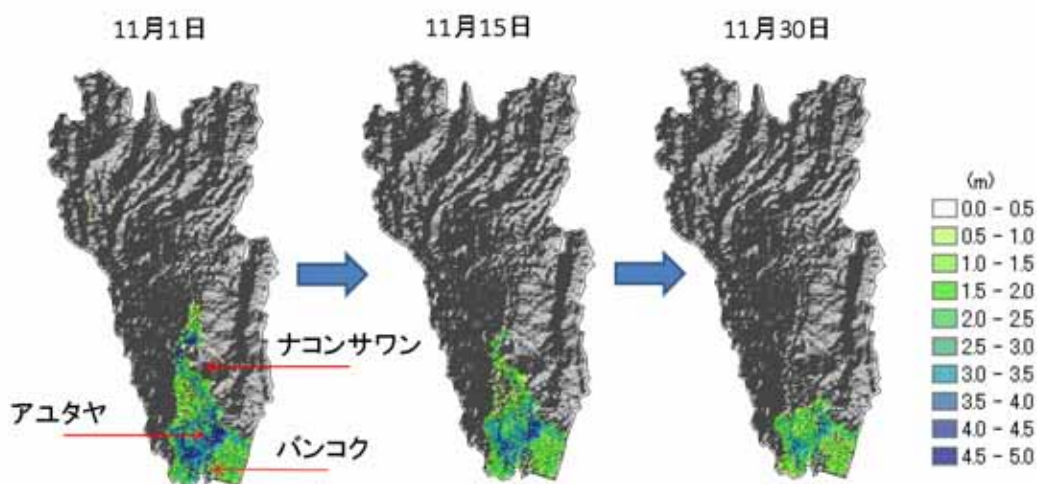 11月1日
11月15日
11月30日
ナコンサワン
アユタヤ
バンコク
(m)
0.0 - 0.5
0.5 - 1.0
1.0 - 1.5
1.5 - 2.0
2.0 - 2.5
2.5 - 3.0
3.0 - 3.5
3.5 - 4.0
4.0 - 4.5
4.5 - 5.0